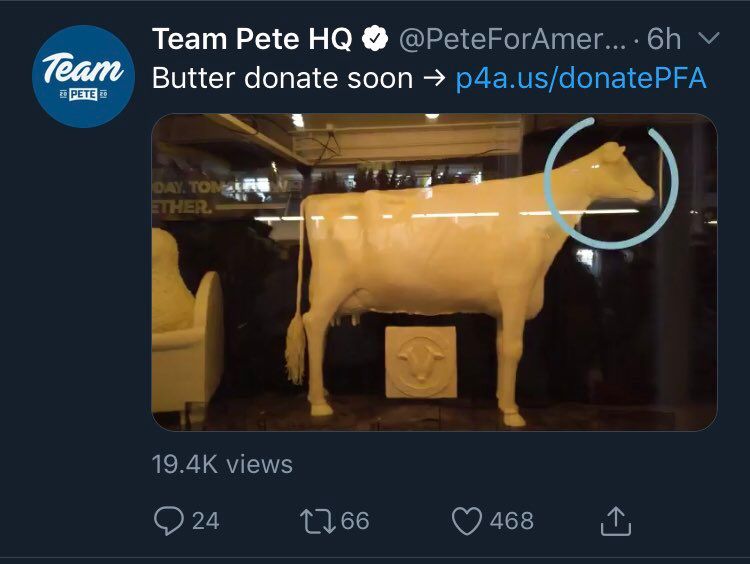 Team Pete HQ @PeteForAmer... · 6h
Team
20 PETE 20
Butter donate soon → p4a.us/donatePFA
DAY. TOM
ETHER.
19.4K views
24 66 468